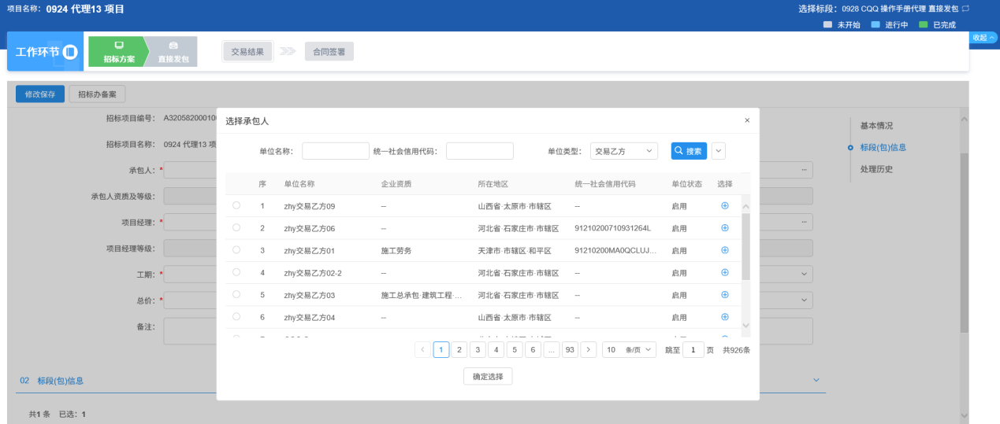 项目名称: 0924 代理13 项目
选择标段: 0928 CQQ 操作手册代理 直接发包
未开始 进行中 已完成
收起
工作环节
招标方案 直接发包 交易结果 合同签署
修改保存 招标办备案
招标项目编号: A3205820001
招标项目名称: 0924 代理13 项
承包人: *
承包人资质及等级:
项目经理: *
项目经理等级:
工期: *
总价: *
备注:
选择承包人 ×
单位名称: 统一社会信用代码: 单位类型: 交易乙方 搜索
序 单位名称 企业资质 所在地区 统一社会信用代码 单位状态 选择
1 zhy交易乙方09 -- 山西省·太原市·市辖区 -- 启用
2 zhy交易乙方06 -- 河北省·石家庄市·市辖区 91210200710931264L 启用
3 zhy交易乙方01 施工劳务 天津市·市辖区·和平区 91210200MA0QCLUJ... 启用
4 zhy交易乙方02-2 -- 河北省·石家庄市·市辖区 -- 启用
5 zhy交易乙方03 施工总承包·建筑工程·... 河北省·石家庄市·市辖区 -- 启用
6 zhy交易乙方04 -- 山西省·太原市·市辖区 -- 启用
< 1 2 3 4 5 6 ... 93 > 10 条/页 跳至 1 页 共926条
确定选择
基本情况
标段(包)信息
处理历史
02 标段(包)信息
共1 条 已选: 1